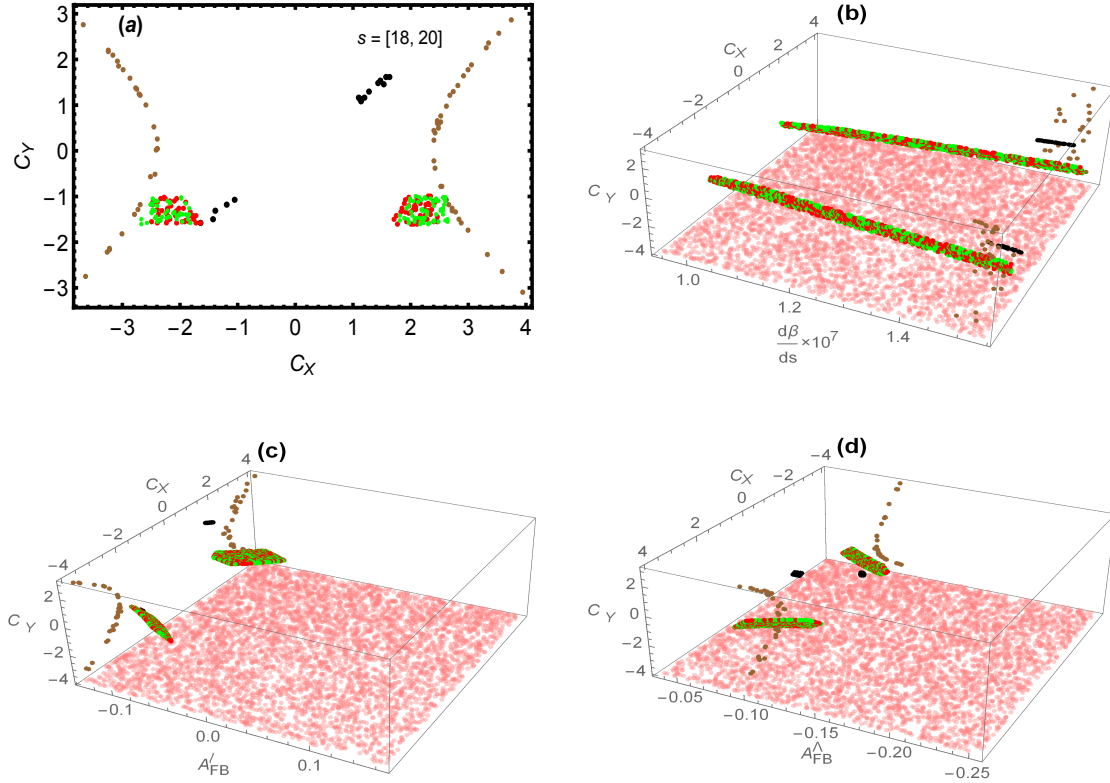 (a)
s = [18, 20]
3
2
1
0
−1
−2
−3
C_Y
−3 −2 −1 0 1 2 3 4
C_X
(b)
4
2
0
−2
−4
C_X
2
0
−2
−4
C_Y
1.0 1.2 1.4
dβ/ds ×10^7
(c)
4
2
0
−2
−4
C_X
2
0
−2
−4
C_Y
−0.1 0.0 0.1
A^l_FB
(d)
−4
−2
0
2
4
C_X
2
0
−2
−4
C_Y
−0.05 −0.10 −0.15 −0.20 −0.25
A^Λ_FB